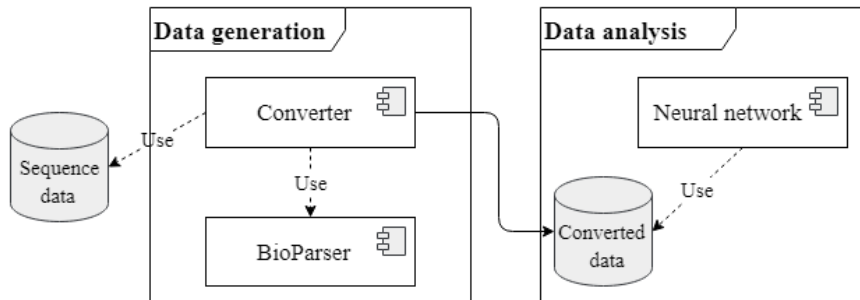 Data generation
Data analysis
Converter
Neural network
Use
Sequence
data
Use
Use
BioParser
Converted
data